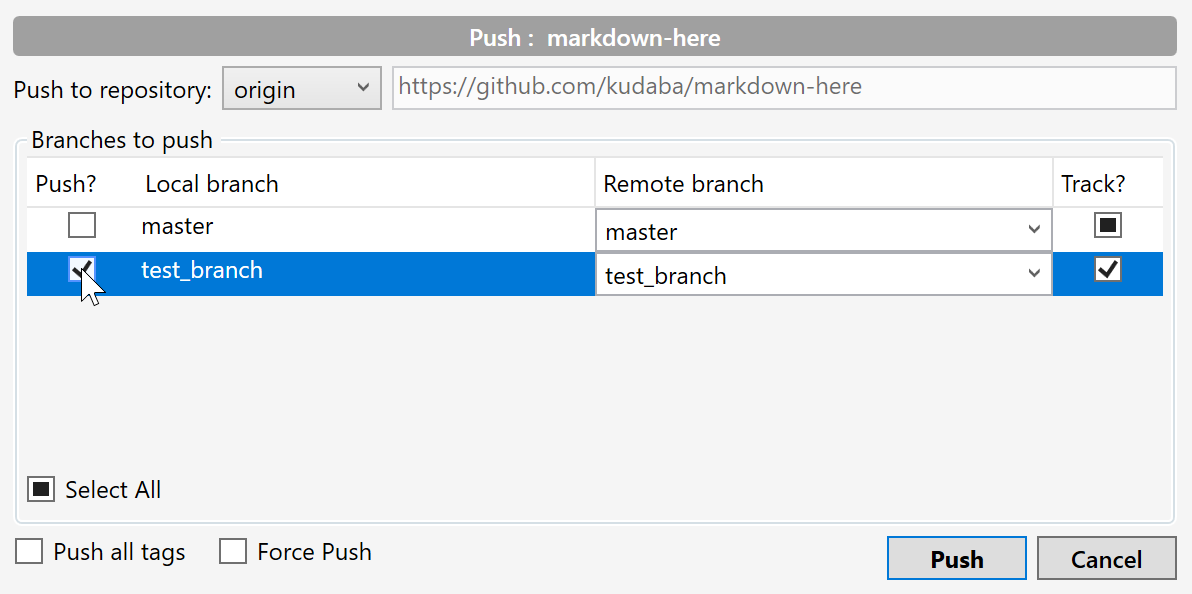 Push :  markdown-here
Push to repository: origin https://github.com/kudaba/markdown-here
Branches to push
Push? Local branch Remote branch Track?
master master
test_branch test_branch
Select All
Push all tags Force Push Push Cancel